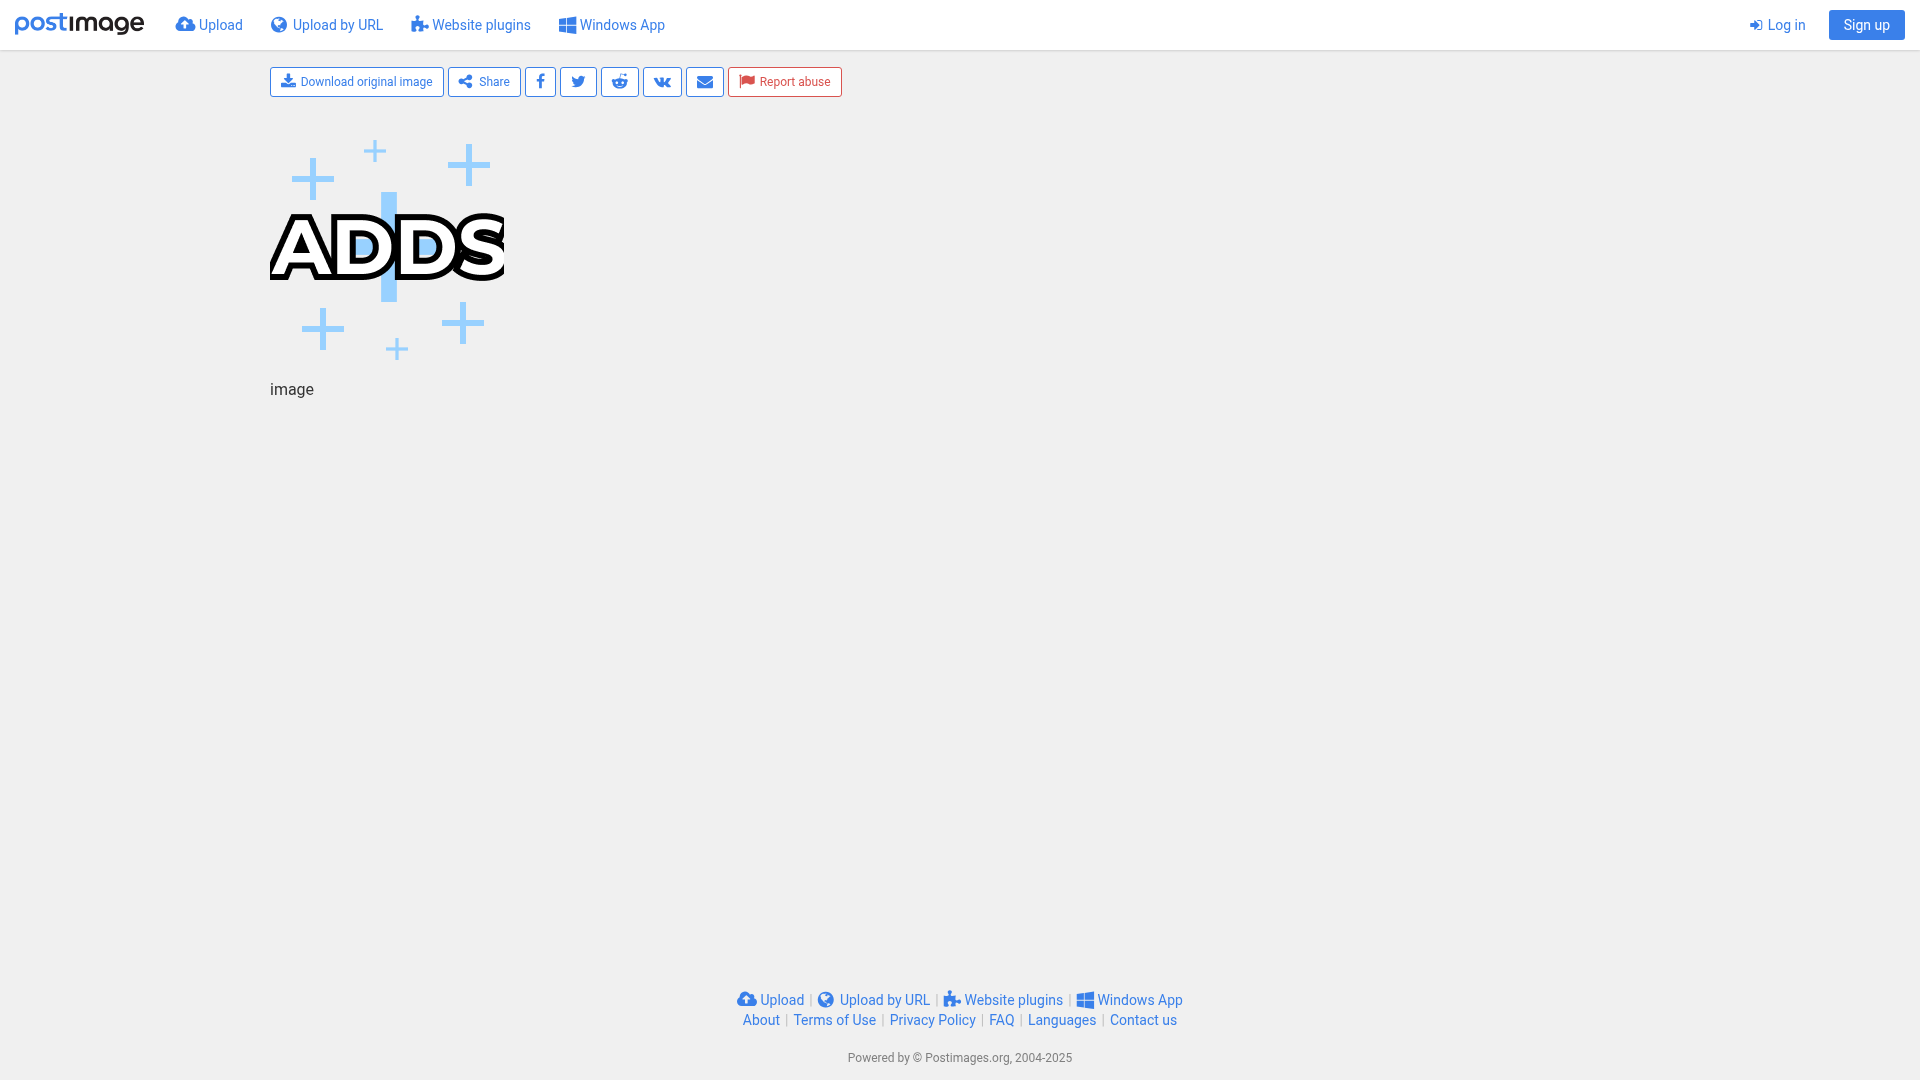 postimage
Upload
Upload by URL
Website plugins
Windows App
Log in
Sign up
Download original image
Share
Report abuse
ADDS
image
Upload | Upload by URL | Website plugins | Windows App
About | Terms of Use | Privacy Policy | FAQ | Languages | Contact us
Powered by © Postimages.org, 2004-2025